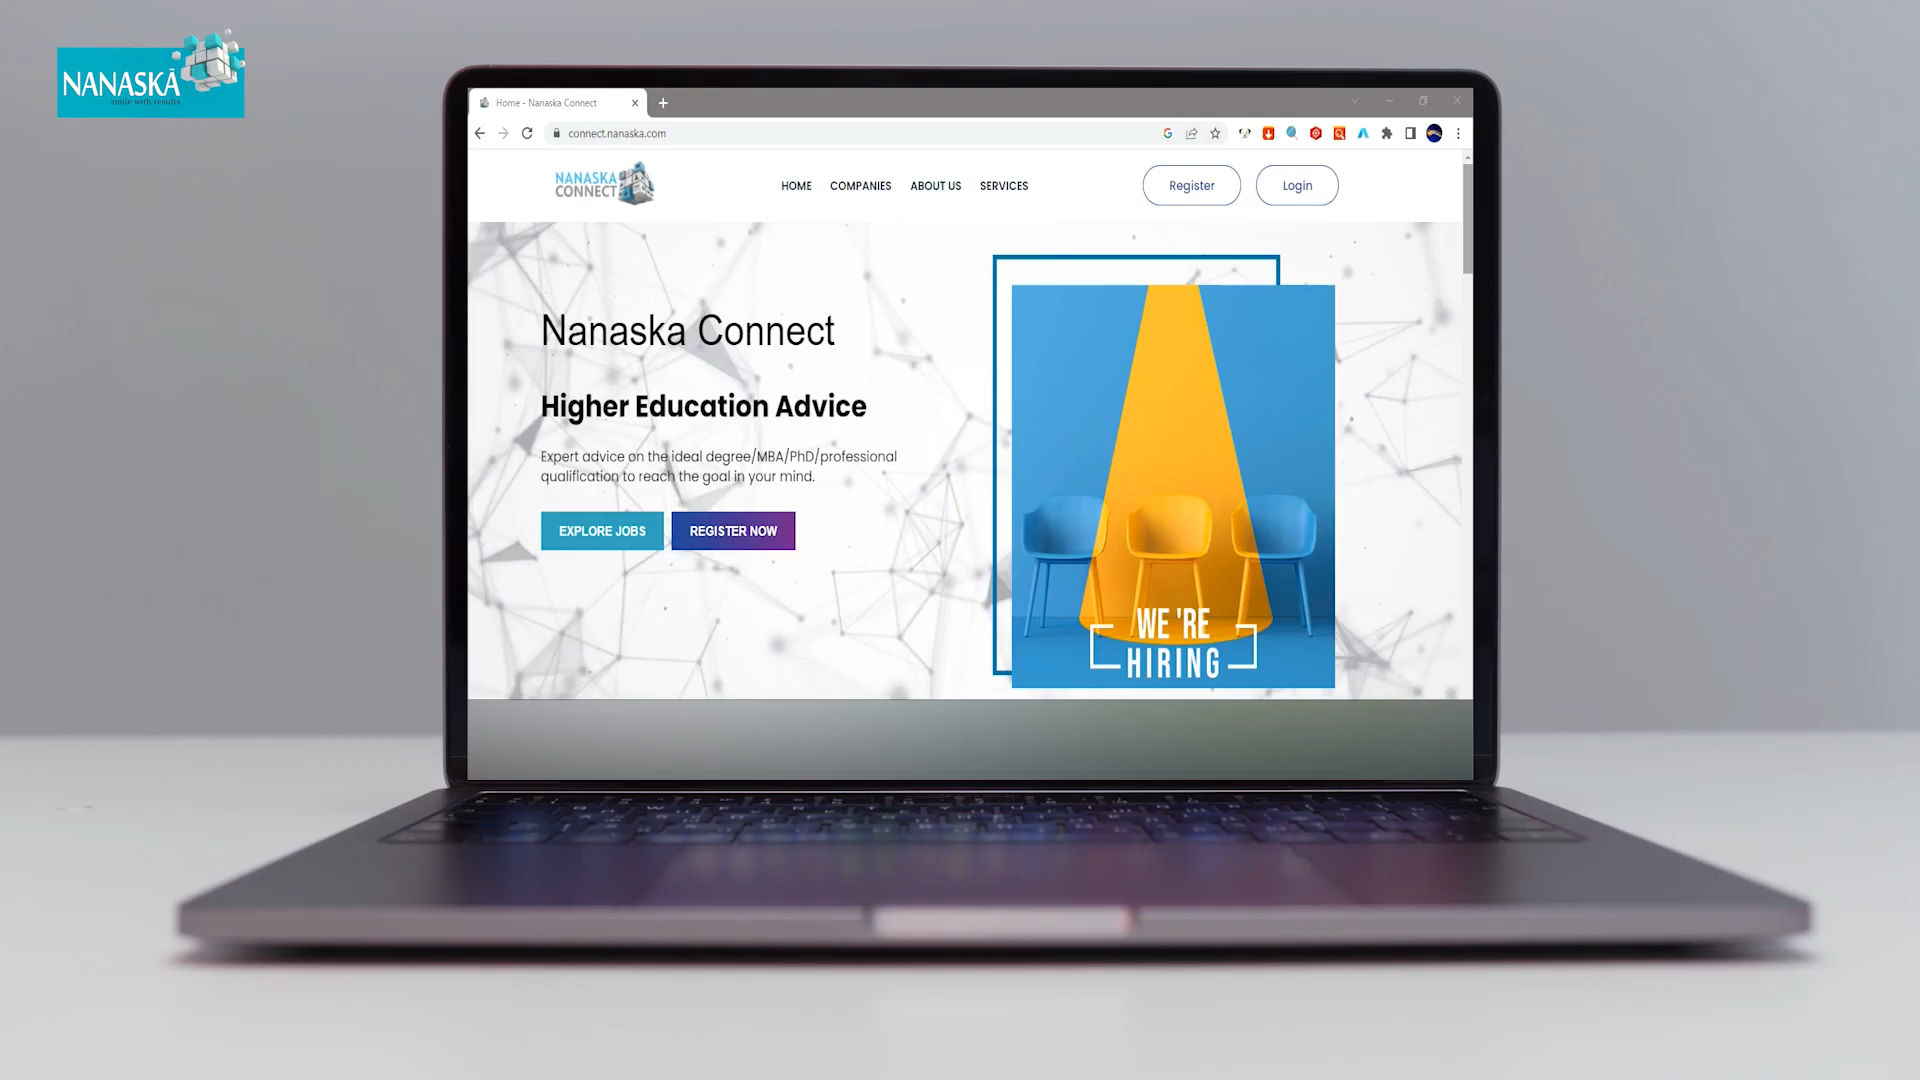 NANASKĀ
smile with results
Home - Nanaska Connect
connect.nanaska.com
NANASKA
CONNECT
HOME
COMPANIES
ABOUT US
SERVICES
Register
Login
Nanaska Connect
Higher Education Advice
Expert advice on the ideal degree/MBA/PhD/professional
qualification to reach the goal in your mind.
EXPLORE JOBS
REGISTER NOW
WE 'RE
HIRING